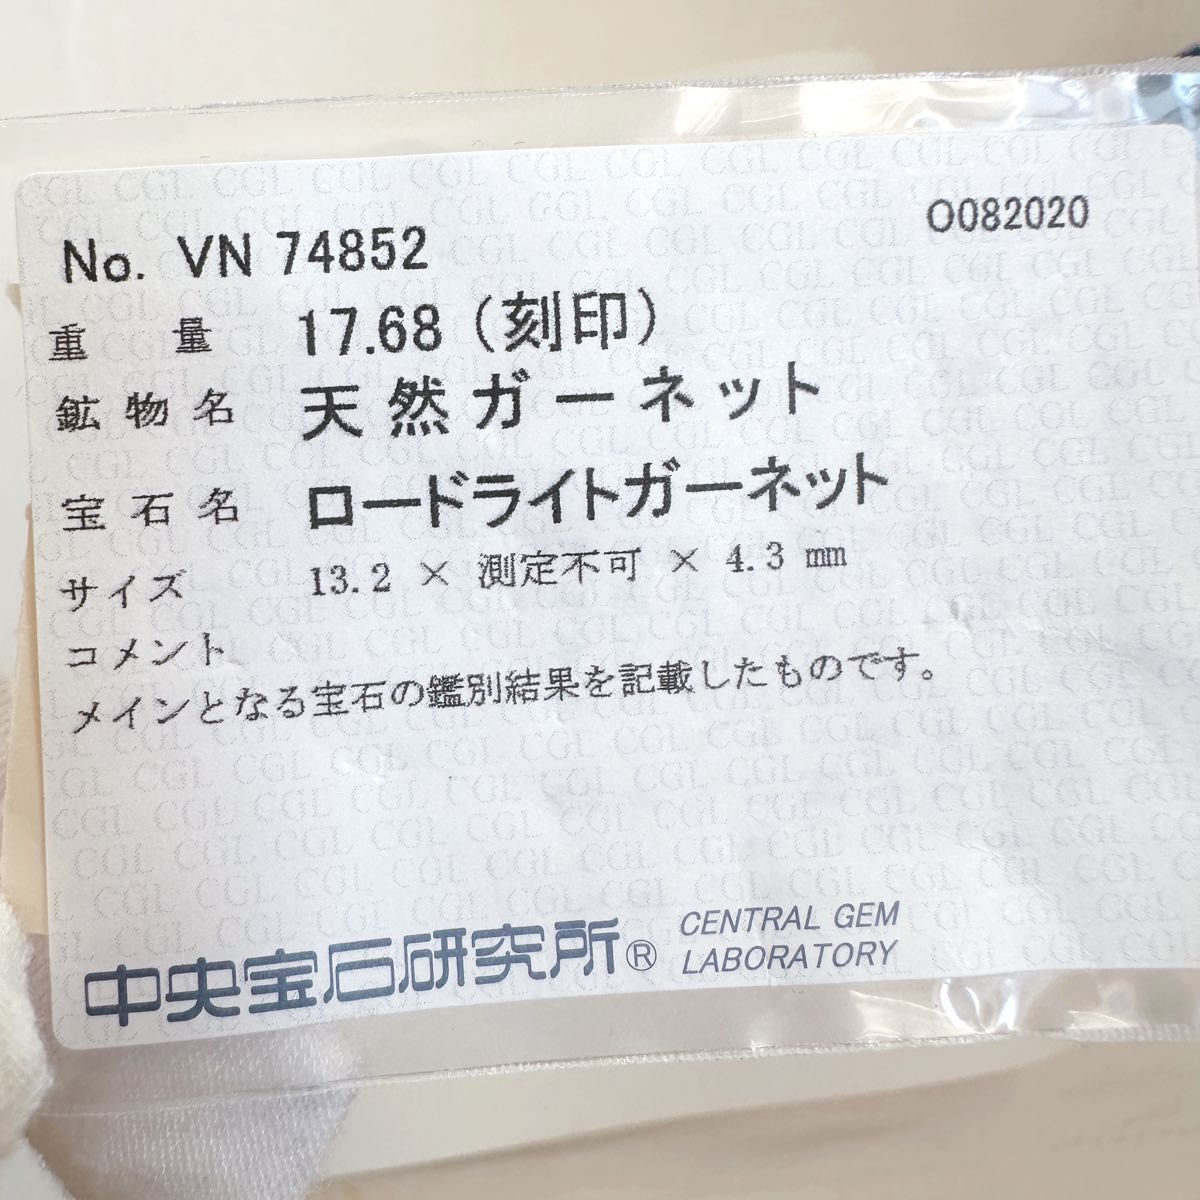 No. VN 74852
O082020
重量 17.68 (刻印)
鉱物名 天然ガーネット
宝石名 ロードライトガーネット
サイズ 13.2 × 測定不可 × 4.3 mm
コメント
メインとなる宝石の鑑別結果を記載したものです。
中央宝石研究所® CENTRAL GEM
LABORATORY